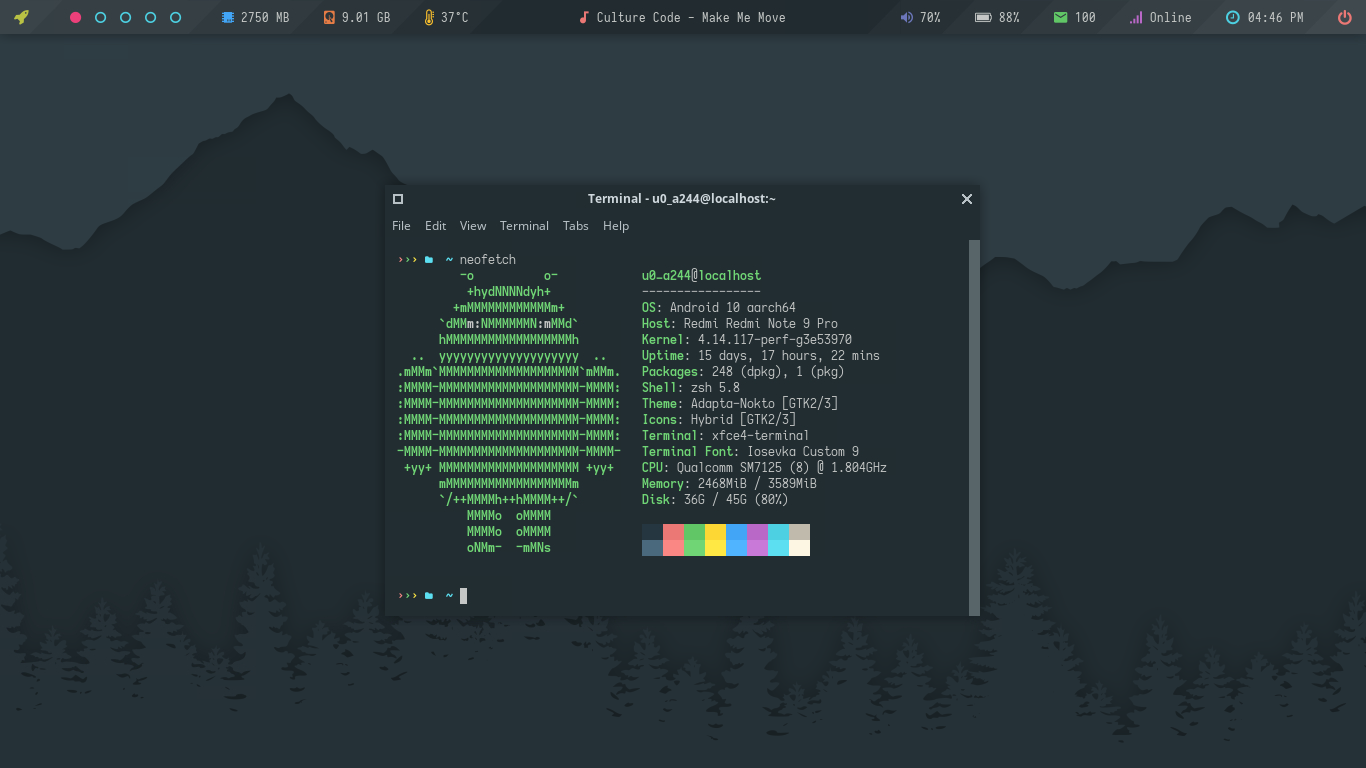 2750 MB 9.01 GB 37°C Culture Code - Make Me Move 70% 88% 100 Online 04:46 PM
Terminal - u0_a244@localhost:~
File Edit View Terminal Tabs Help
››› ~ neofetch
-o          o-    u0_a244@localhost
+hydNNNNdyh+    -----------------
+mMMMMMMMMMMMMm+    OS: Android 10 aarch64
`dMMm:NMMMMMMN:mMMd`    Host: Redmi Redmi Note 9 Pro
hMMMMMMMMMMMMMMMMMMh    Kernel: 4.14.117-perf-g3e53970
..  yyyyyyyyyyyyyyyyyyyy  ..    Uptime: 15 days, 17 hours, 22 mins
.mMMm`MMMMMMMMMMMMMMMMMMMM`mMMm.    Packages: 248 (dpkg), 1 (pkg)
:MMMM-MMMMMMMMMMMMMMMMMMMM-MMMM:    Shell: zsh 5.8
:MMMM-MMMMMMMMMMMMMMMMMMMM-MMMM:    Theme: Adapta-Nokto [GTK2/3]
:MMMM-MMMMMMMMMMMMMMMMMMMM-MMMM:    Icons: Hybrid [GTK2/3]
:MMMM-MMMMMMMMMMMMMMMMMMMM-MMMM:    Terminal: xfce4-terminal
-MMMM-MMMMMMMMMMMMMMMMMMMM-MMMM-    Terminal Font: Iosevka Custom 9
+yy+ MMMMMMMMMMMMMMMMMMMM +yy+    CPU: Qualcomm SM7125 (8) @ 1.804GHz
mMMMMMMMMMMMMMMMMMMm    Memory: 2468MiB / 3589MiB
`/++MMMMh++hMMMM++/`    Disk: 36G / 45G (80%)
MMMMo  oMMMM
MMMMo  oMMMM
oNMm-  -mMNs
››› ~